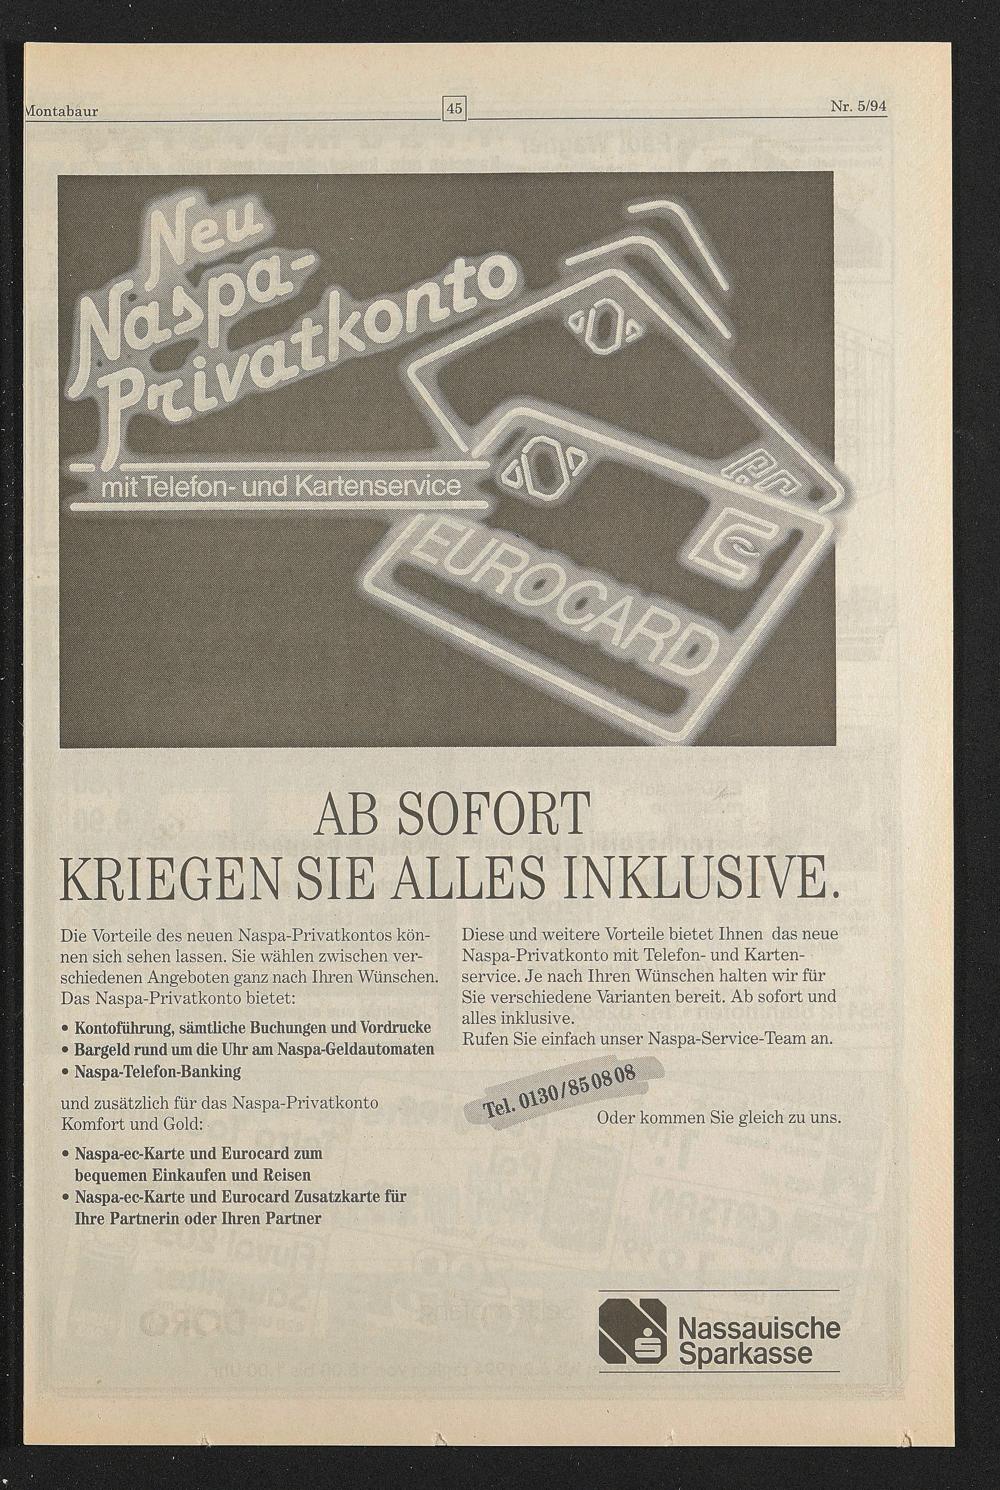 Montabaur
45
Nr. 5/94
Neu
Naspa-
Privatkonto
mit Telefon- und Kartenservice
ec
EUROCARD
AB SOFORT
KRIEGEN SIE ALLES INKLUSIVE.
Die Vorteile des neuen Naspa-Privatkontos kön-
nen sich sehen lassen. Sie wählen zwischen ver-
schiedenen Angeboten ganz nach Ihren Wünschen.
Das Naspa-Privatkonto bietet:
• Kontoführung, sämtliche Buchungen und Vordrucke
• Bargeld rund um die Uhr am Naspa-Geldautomaten
• Naspa-Telefon-Banking
und zusätzlich für das Naspa-Privatkonto
Komfort und Gold:
• Naspa-ec-Karte und Eurocard zum
bequemen Einkaufen und Reisen
• Naspa-ec-Karte und Eurocard Zusatzkarte für
Ihre Partnerin oder Ihren Partner
Diese und weitere Vorteile bietet Ihnen das neue
Naspa-Privatkonto mit Telefon- und Karten-
service. Je nach Ihren Wünschen halten wir für
Sie verschiedene Varianten bereit. Ab sofort und
alles inklusive.
Rufen Sie einfach unser Naspa-Service-Team an.
Tel. 0130/85 08 08
Oder kommen Sie gleich zu uns.
Nassauische
Sparkasse